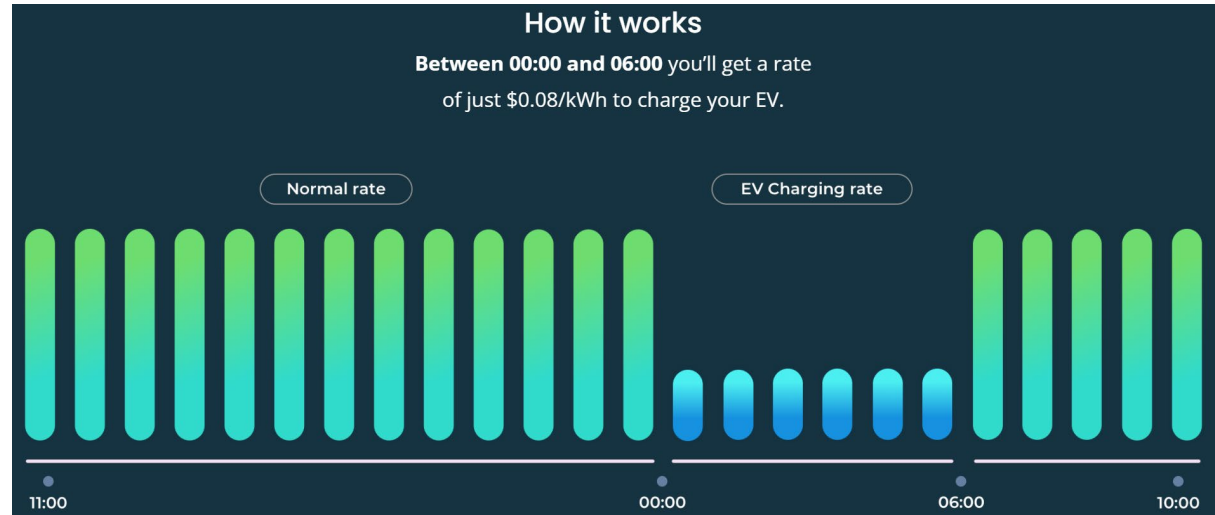 How it works
Between 00:00 and 06:00 you’ll get a rate
of just $0.08/kWh to charge your EV.
Normal rate
EV Charging rate
11:00
00:00
06:00
10:00